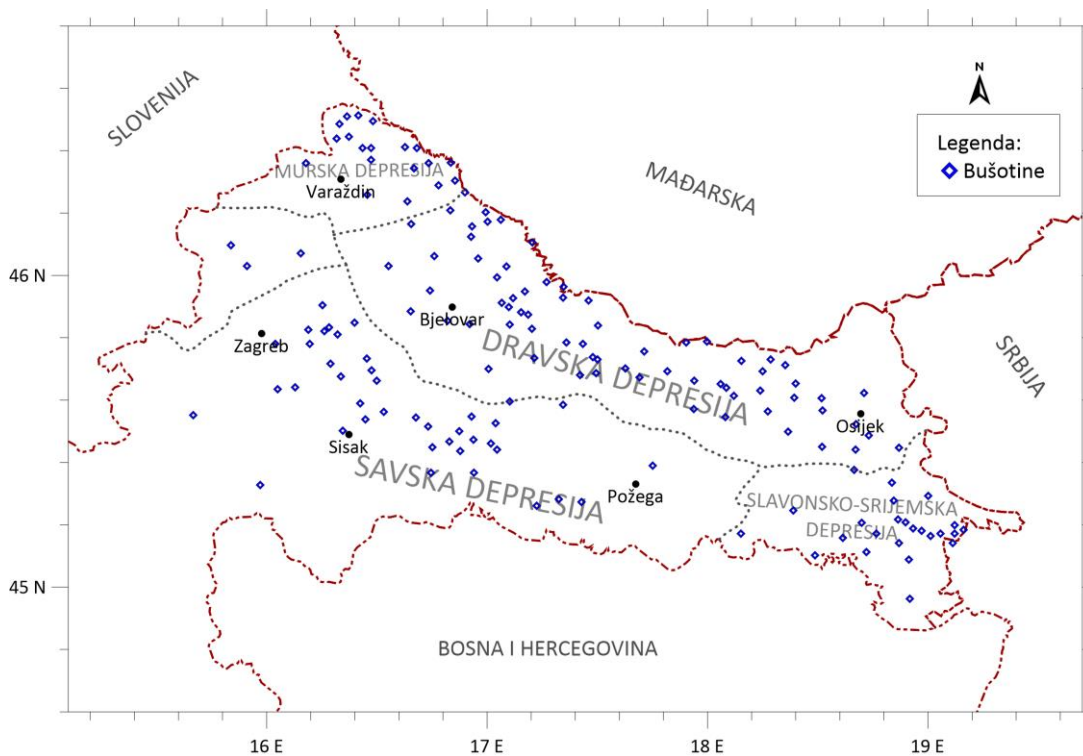 SLOVENIJA
N
Legenda:
Bušotine
MAĐARSKA
MURSKA DEPRESIJA
Varaždin
46 N
Bjelovar
Zagreb
DRAVSKA DEPRESIJA
SRBIJA
Osijek
Sisak
SAVSKA DEPRESIJA
Požega
SLAVONSKO-SRIJEMSKA
DEPRESIJA
45 N
BOSNA I HERCEGOVINA
16 E
17 E
18 E
19 E